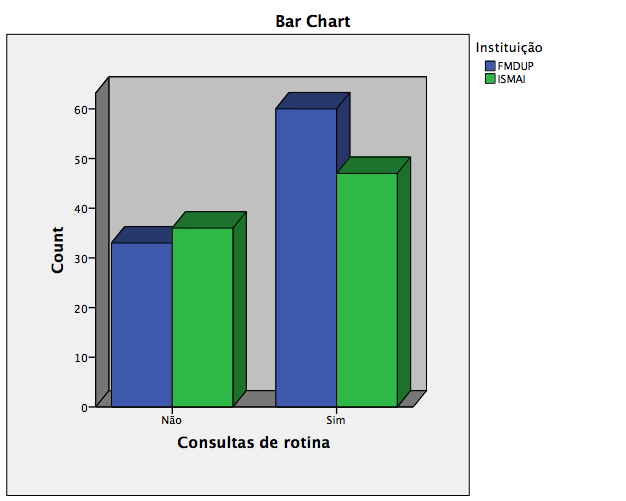 Bar Chart
Instituição
FMDUP
ISMAI
60
50
40
30
20
10
0
Count
Não
Sim
Consultas de rotina